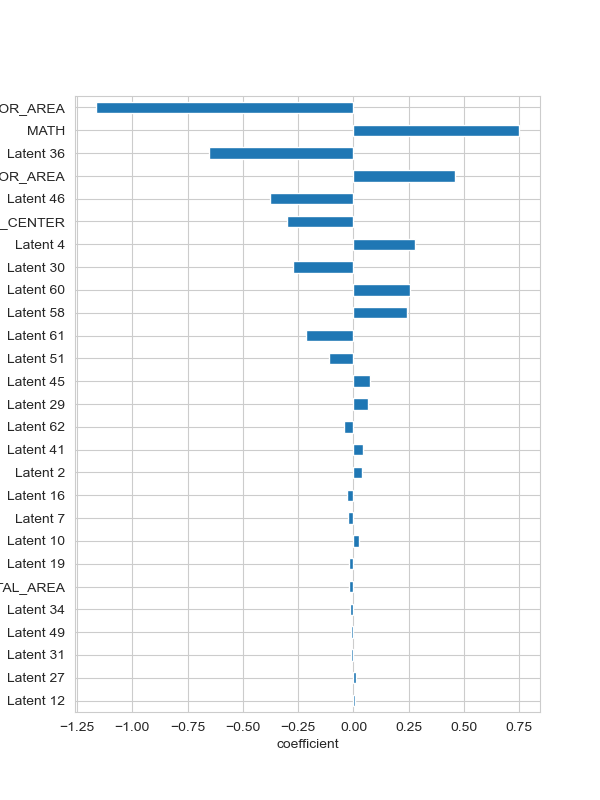 OR_AREA
MATH
Latent 36
OR_AREA
Latent 46
_CENTER
Latent 4
Latent 30
Latent 60
Latent 58
Latent 61
Latent 51
Latent 45
Latent 29
Latent 62
Latent 41
Latent 2
Latent 16
Latent 7
Latent 10
Latent 19
TAL_AREA
Latent 34
Latent 49
Latent 31
Latent 27
Latent 12
−1.25 −1.00 −0.75 −0.50 −0.25 0.00 0.25 0.50 0.75
coefficient